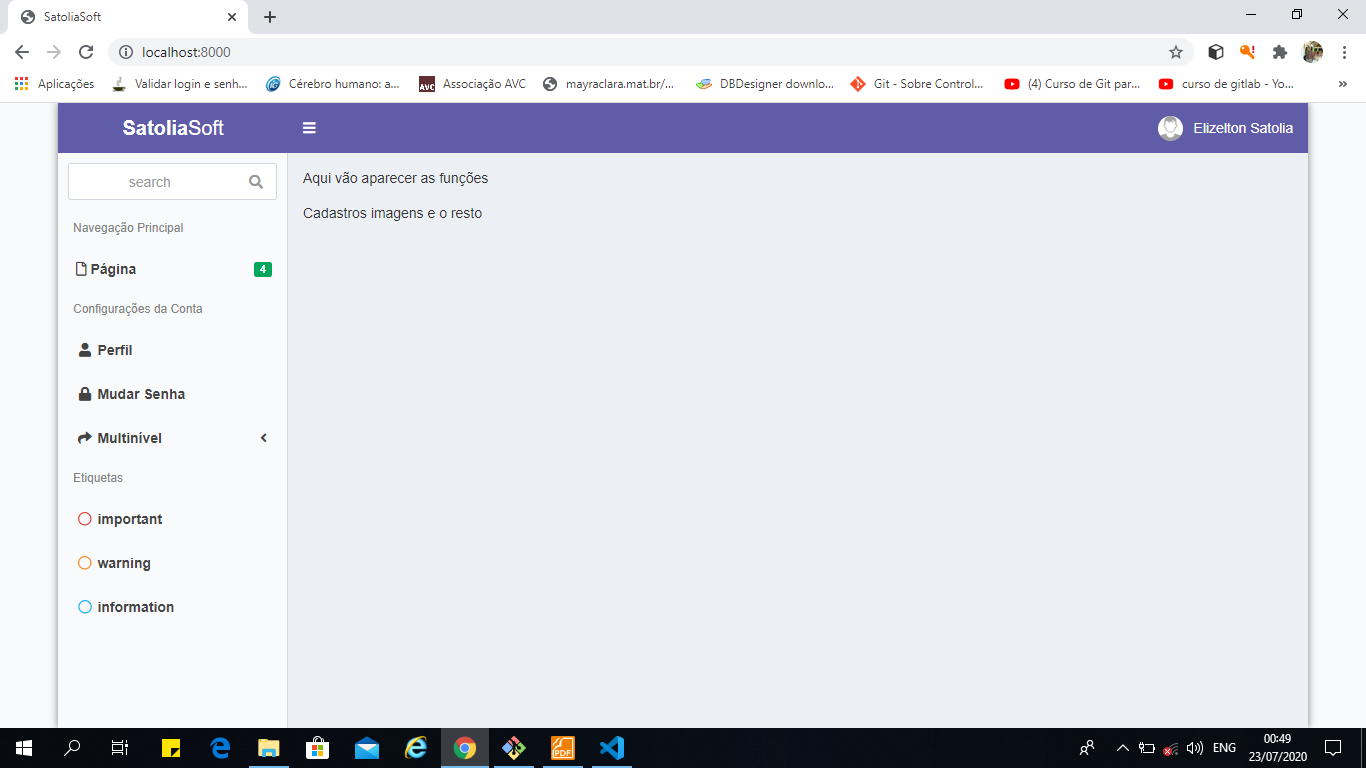 SatoliaSoft
localhost:8000
Aplicações
Validar login e senh...
Cérebro humano: a...
AVC
Associação AVC
mayraclara.mat.br/...
DBDesigner downlo...
Git - Sobre Control...
(4) Curso de Git par...
curso de gitlab - Yo...
»
SatoliaSoft
Elizelton Satolia
search
Aqui vão aparecer as funções
Cadastros imagens e o resto
Navegação Principal
Página
4
Configurações da Conta
Perfil
Mudar Senha
Multinível
Etiquetas
important
warning
information
PDF
ENG
00:49
23/07/2020